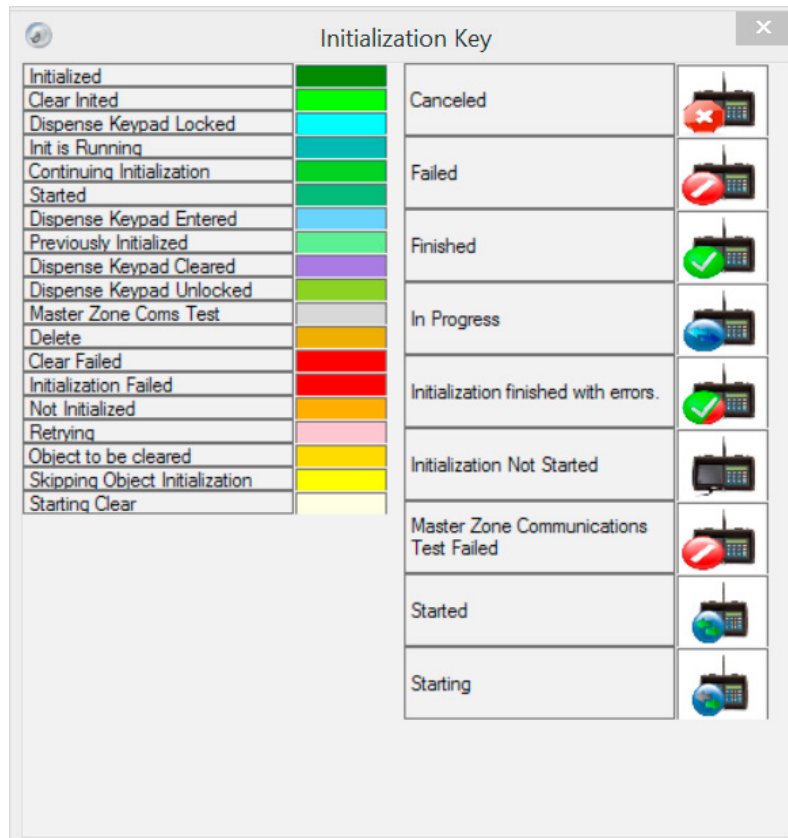 Initialization Key
Initialized
Clear Inited
Dispense Keypad Locked
Init is Running
Continuing Initialization
Started
Dispense Keypad Entered
Previously Initialized
Dispense Keypad Cleared
Dispense Keypad Unlocked
Master Zone Coms Test
Delete
Clear Failed
Initialization Failed
Not Initialized
Retrying
Object to be cleared
Skipping Object Initialization
Starting Clear
Canceled
Failed
Finished
In Progress
Initialization finished with errors.
Initialization Not Started
Master Zone Communications
Test Failed
Started
Starting